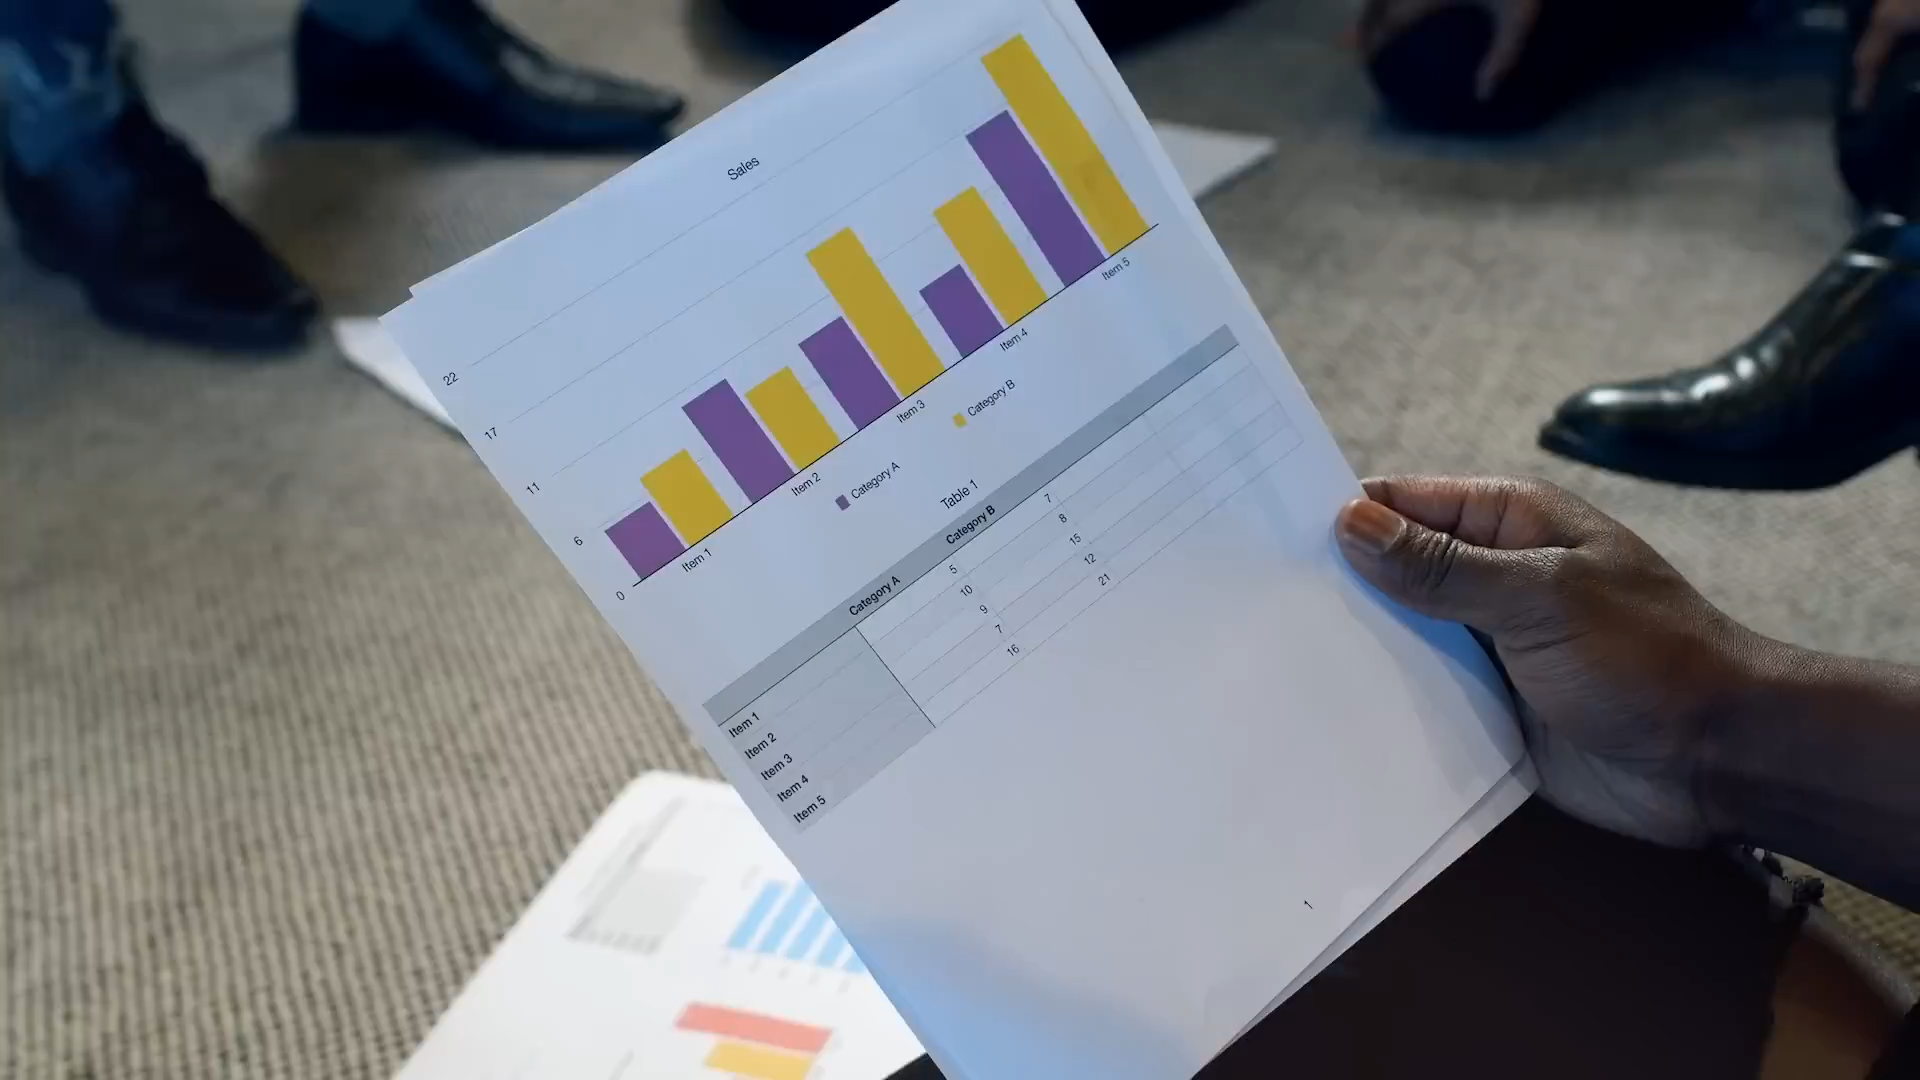 Sales
22
17
11
6
0
Item 1 Item 2 Item 3 Item 4 Item 5
Category A Category B
Table 1
Category A Category B
Item 1 5 7
Item 2 10 8
Item 3 9 15
Item 4 7 12
Item 5 16 21
1